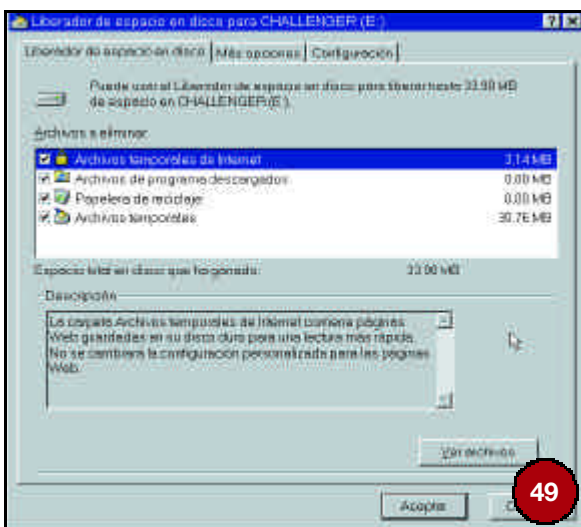 Liberador de espacio en disco para CHALLENGER (E:)
Liberador de espacio en disco
Más opciones
Configuración
Puede usar el Liberador de espacio en disco para liberar hasta 33.90 MB
de espacio en CHALLENGER (E:).
Archivos a eliminar:
Archivos temporales de Internet 3.14 MB
Archivos de programa descargados 0.00 MB
Papelera de reciclaje 0.00 MB
Archivos temporales 30.76 MB
Espacio total en disco que ha ganado: 33.90 MB
Descripción
La carpeta Archivos temporales de Internet contiene páginas
Web guardadas en su disco duro para una lectura más rápida.
No se cambiará la configuración personalizada para las páginas
Web.
Ver archivos
Aceptar
49